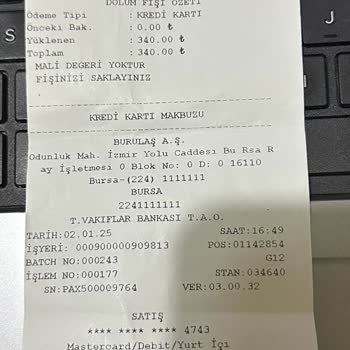 DOLUM FİŞİ ÖZETİ
Ödeme Tipi : KREDİ KARTI
Önceki Bak. : 0.00 ₺
Yüklenen : 340.00 ₺
Toplam : 340.00 ₺
MALİ DEĞERİ YOKTUR
FİŞİNİZİ SAKLAYINIZ
KREDİ KARTI MAKBUZU
BURULAŞ A.Ş.
Odunluk Mah. İzmir Yolu Caddesi Bu Rsa R
ay İşletmesi 0 Blok No: 0 D: 0 16110
Bursa-(224) 1111111
BURSA
2241111111
T.VAKIFLAR BANKASI T.A.O.
TARİH:02.01.25 SAAT:16:49
İŞYERİ: 000900000909813 POS:01142854
BATCH NO:000243 G12
İŞLEM NO:000177 STAN:034640
SN:PAX500009764 VER:03.00.32
SATIŞ
**** **** **** 4743
Mastercard/Debit/Yurt İçi
J